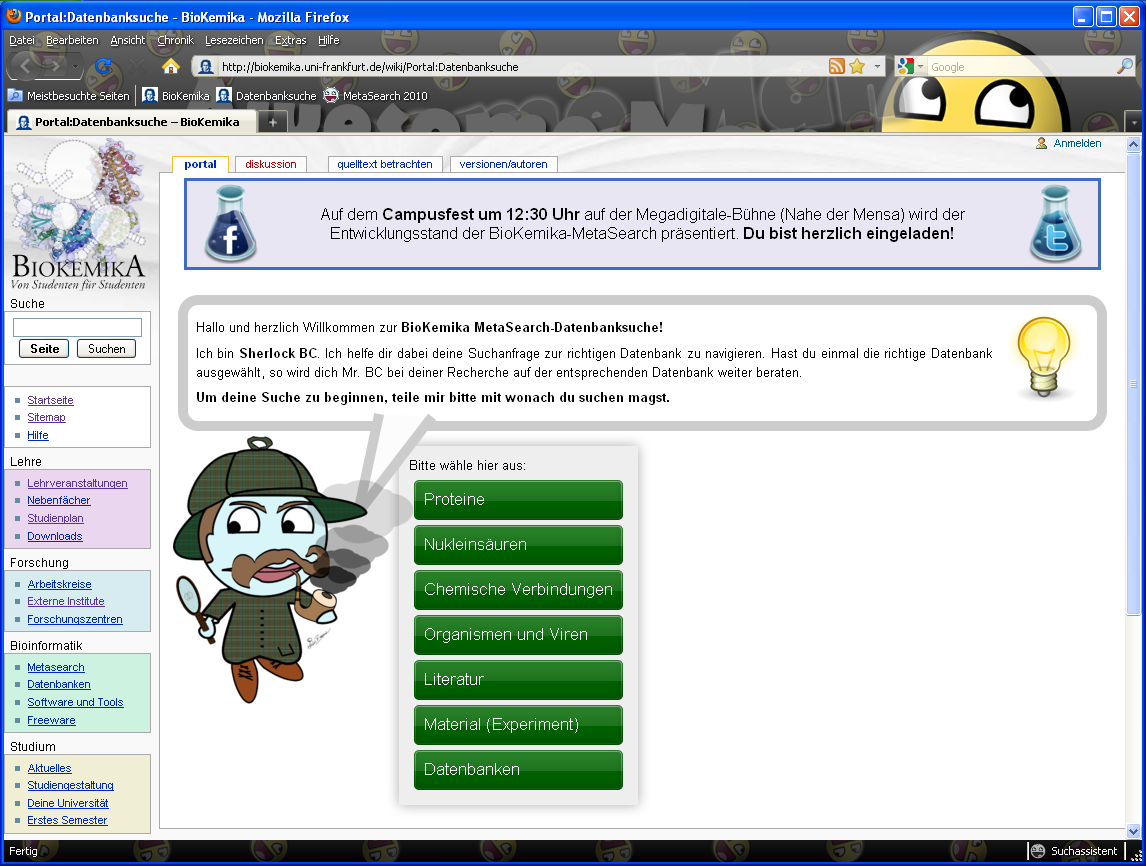 Portal:Datenbanksuche - BioKemika - Mozilla Firefox
Datei Bearbeiten Ansicht Chronik Lesezeichen Extras Hilfe
http://biokemika.uni-frankfurt.de/wiki/Portal:Datenbanksuche
Google
Meistbesuchte Seiten BioKemika Datenbanksuche MetaSearch 2010
Portal:Datenbanksuche – BioKemika
Anmelden
portal diskussion quelltext betrachten versionen/autoren
Auf dem Campusfest um 12:30 Uhr auf der Megadigitale-Bühne (Nahe der Mensa) wird der
Entwicklungsstand der BioKemika-MetaSearch präsentiert. Du bist herzlich eingeladen!
BIOKEMIKA
Von Studenten für Studenten
Suche
Seite Suchen
Startseite
Sitemap
Hilfe
Lehre
Lehrveranstaltungen
Nebenfächer
Studienplan
Downloads
Forschung
Arbeitskreise
Externe Institute
Forschungszentren
Bioinformatik
Metasearch
Datenbanken
Software und Tools
Freeware
Studium
Aktuelles
Studiengestaltung
Deine Universität
Erstes Semester
Hallo und herzlich Willkommen zur BioKemika MetaSearch-Datenbanksuche!
Ich bin Sherlock BC. Ich helfe dir dabei deine Suchanfrage zur richtigen Datenbank zu navigieren. Hast du einmal die richtige Datenbank
ausgewählt, so wird dich Mr. BC bei deiner Recherche auf der entsprechenden Datenbank weiter beraten.
Um deine Suche zu beginnen, teile mir bitte mit wonach du suchen magst.
Bitte wähle hier aus:
Proteine
Nukleinsäuren
Chemische Verbindungen
Organismen und Viren
Literatur
Material (Experiment)
Datenbanken
Fertig
Suchassistent